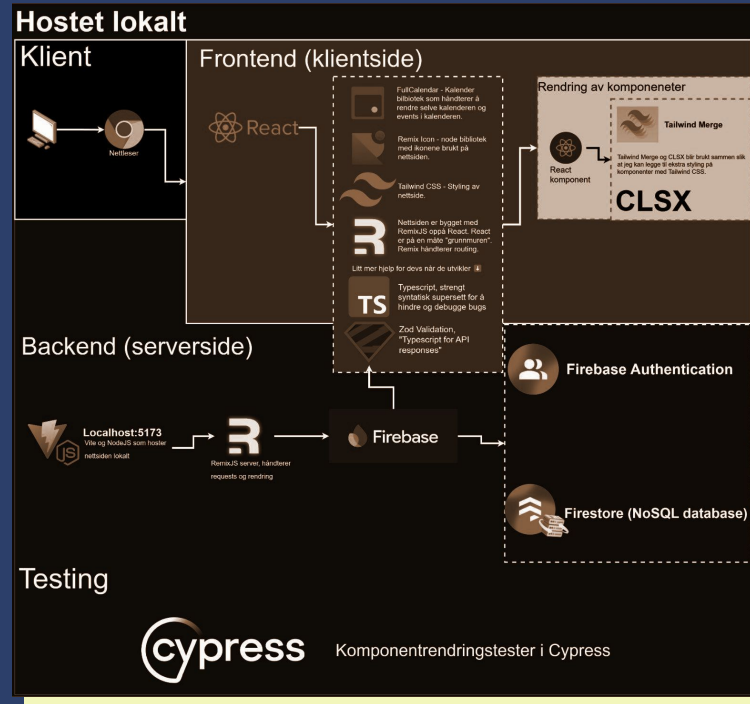 Hostet lokalt
Klient
Nettleser
Frontend (klientside)
React
FullCalendar - Kalender
bilbiotek som håndterer å
rendre selve kalenderen og
events i kalenderen.
Remix Icon - node bibliotek
med ikonene brukt på
nettsiden.
Tailwind CSS - Styling av
nettside.
Nettsiden er bygget med
RemixJS oppå React. React
er på en måte "grunnmuren".
Remix håndterer routing.
Litt mer hjelp for devs når de utvikler
TS
Typescript, strengt
syntatisk supersett for å
hindre og debugge bugs
Zod Validation,
"Typescript for API
responses"
Rendring av komponeneter
React
komponent
Tailwind Merge
Tailwind Merge og CLSX blir brukt sammen slik
at jeg kan legge til ekstra styling på
komponenter med Tailwind CSS.
CLSX
Backend (serverside)
JS
Localhost:5173
Vite og NodeJS som hoster
nettsiden lokalt
RemixJS server, håndterer
requests og rendring
Firebase
Firebase Authentication
Firestore (NoSQL database)
Testing
cypress
Komponentrendringstester i Cypress